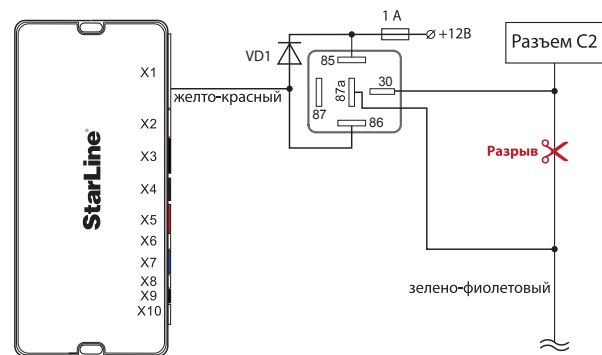 1 А
+12В
VD1
85
30
87a
87
86
Разъем С2
X1
желто-красный
X2
X3
X4
X5
X6
X7
X8
X9
X10
StarLine
Разрыв
зелено-фиолетовый